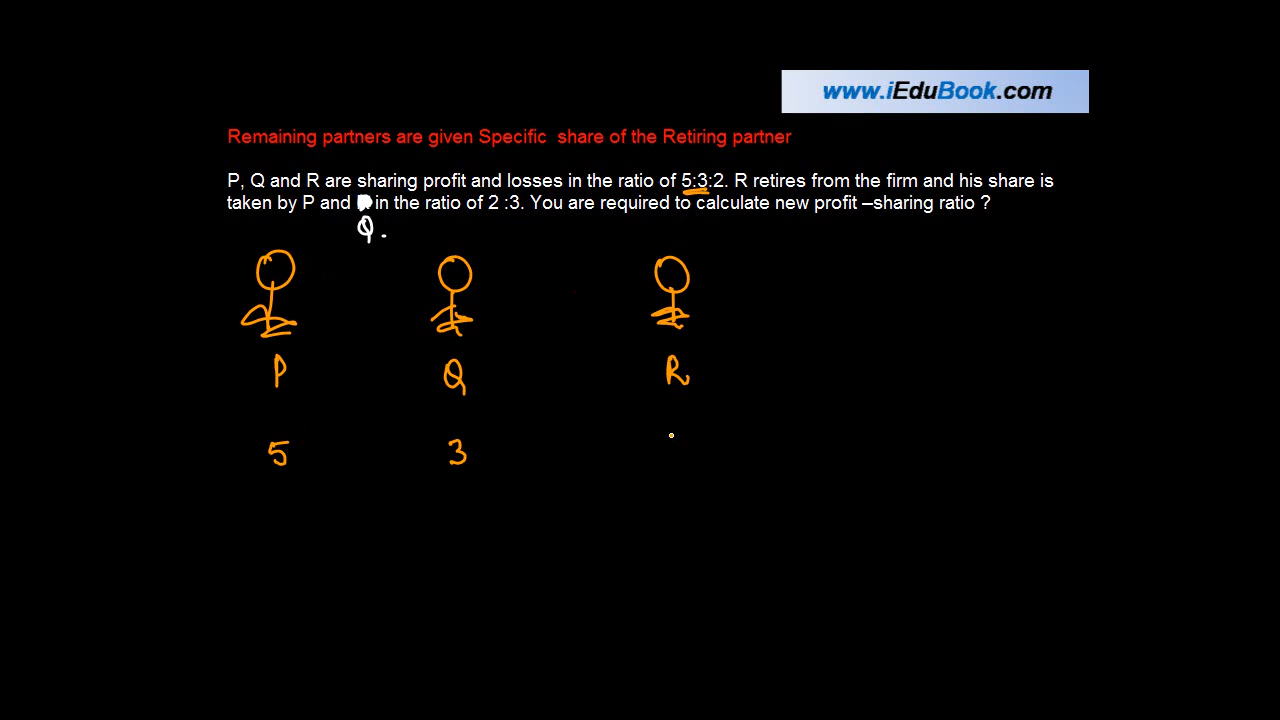 www.iEduBook.com
Remaining partners are given Specific share of the Retiring partner
P, Q and R are sharing profit and losses in the ratio of 5:3:2. R retires from the firm and his share is
taken by P and in the ratio of 2 :3. You are required to calculate new profit –sharing ratio ?
Q.
P Q R
5 3